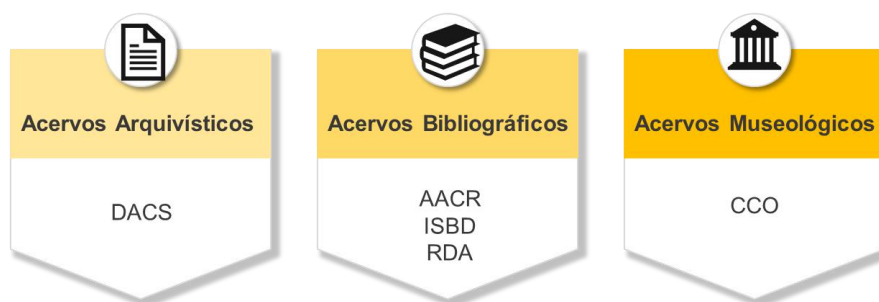 Acervos Arquivísticos
DACS
Acervos Bibliográficos
AACR
ISBD
RDA
Acervos Museológicos
CCO